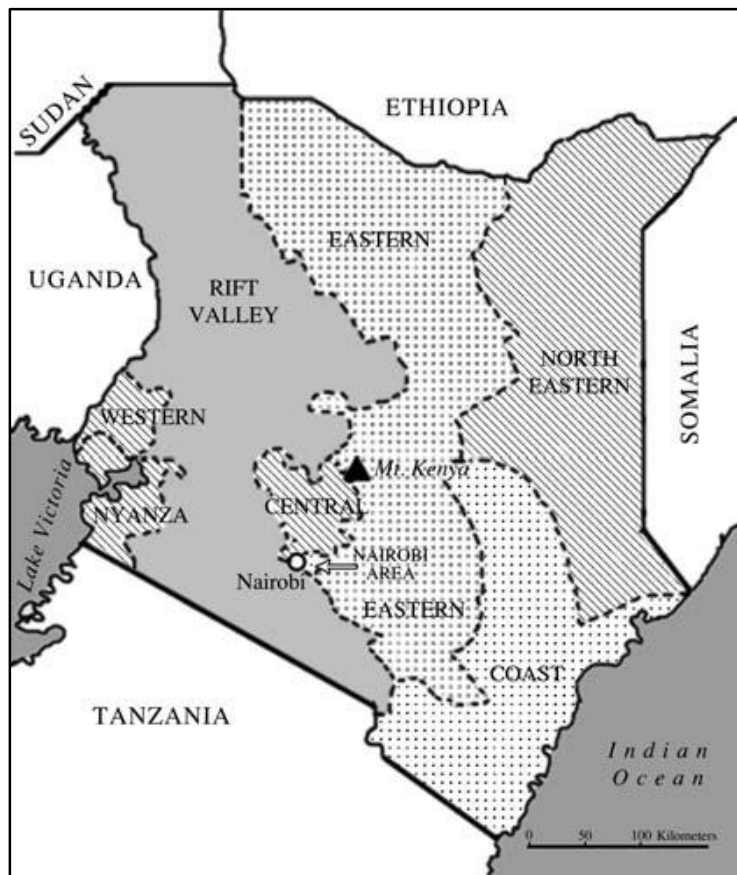 ETHIOPIA
SUDAN
EASTERN
UGANDA
RIFT
VALLEY
SOMALIA
NORTH
EASTERN
WESTERN
Mt. Kenya
Lake Victoria
CENTRAL
NYANZA
NAIROBI
AREA
Nairobi
EASTERN
COAST
TANZANIA
Indian
Ocean
0 50 100 Kilometers